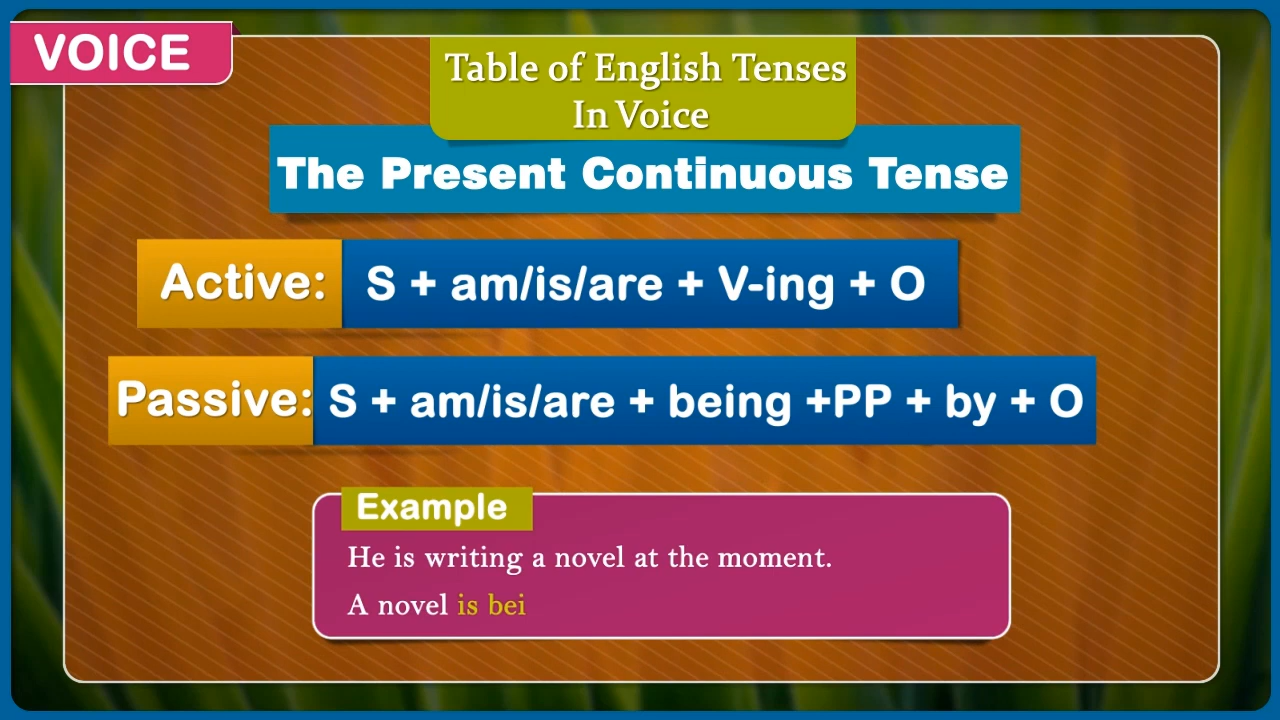 VOICE
Table of English Tenses
In Voice
The Present Continuous Tense
Active: S + am/is/are + V-ing + O
Passive: S + am/is/are + being +PP + by + O
Example
He is writing a novel at the moment.
A novel is bei